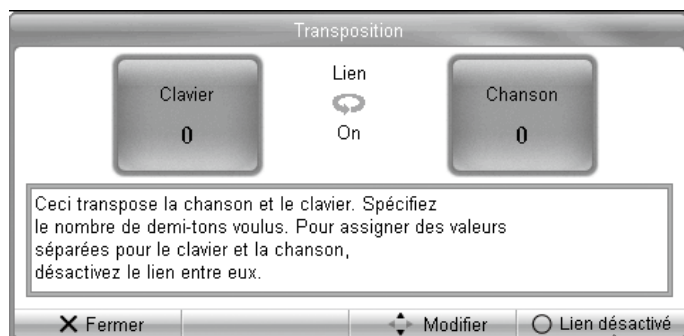 Transposition
Lien
Clavier
Chanson
0
On
0
Ceci transpose la chanson et le clavier. Spécifiez
le nombre de demi-tons voulus. Pour assigner des valeurs
séparées pour le clavier et la chanson,
désactivez le lien entre eux.
Fermer
Modifier
Lien désactivé